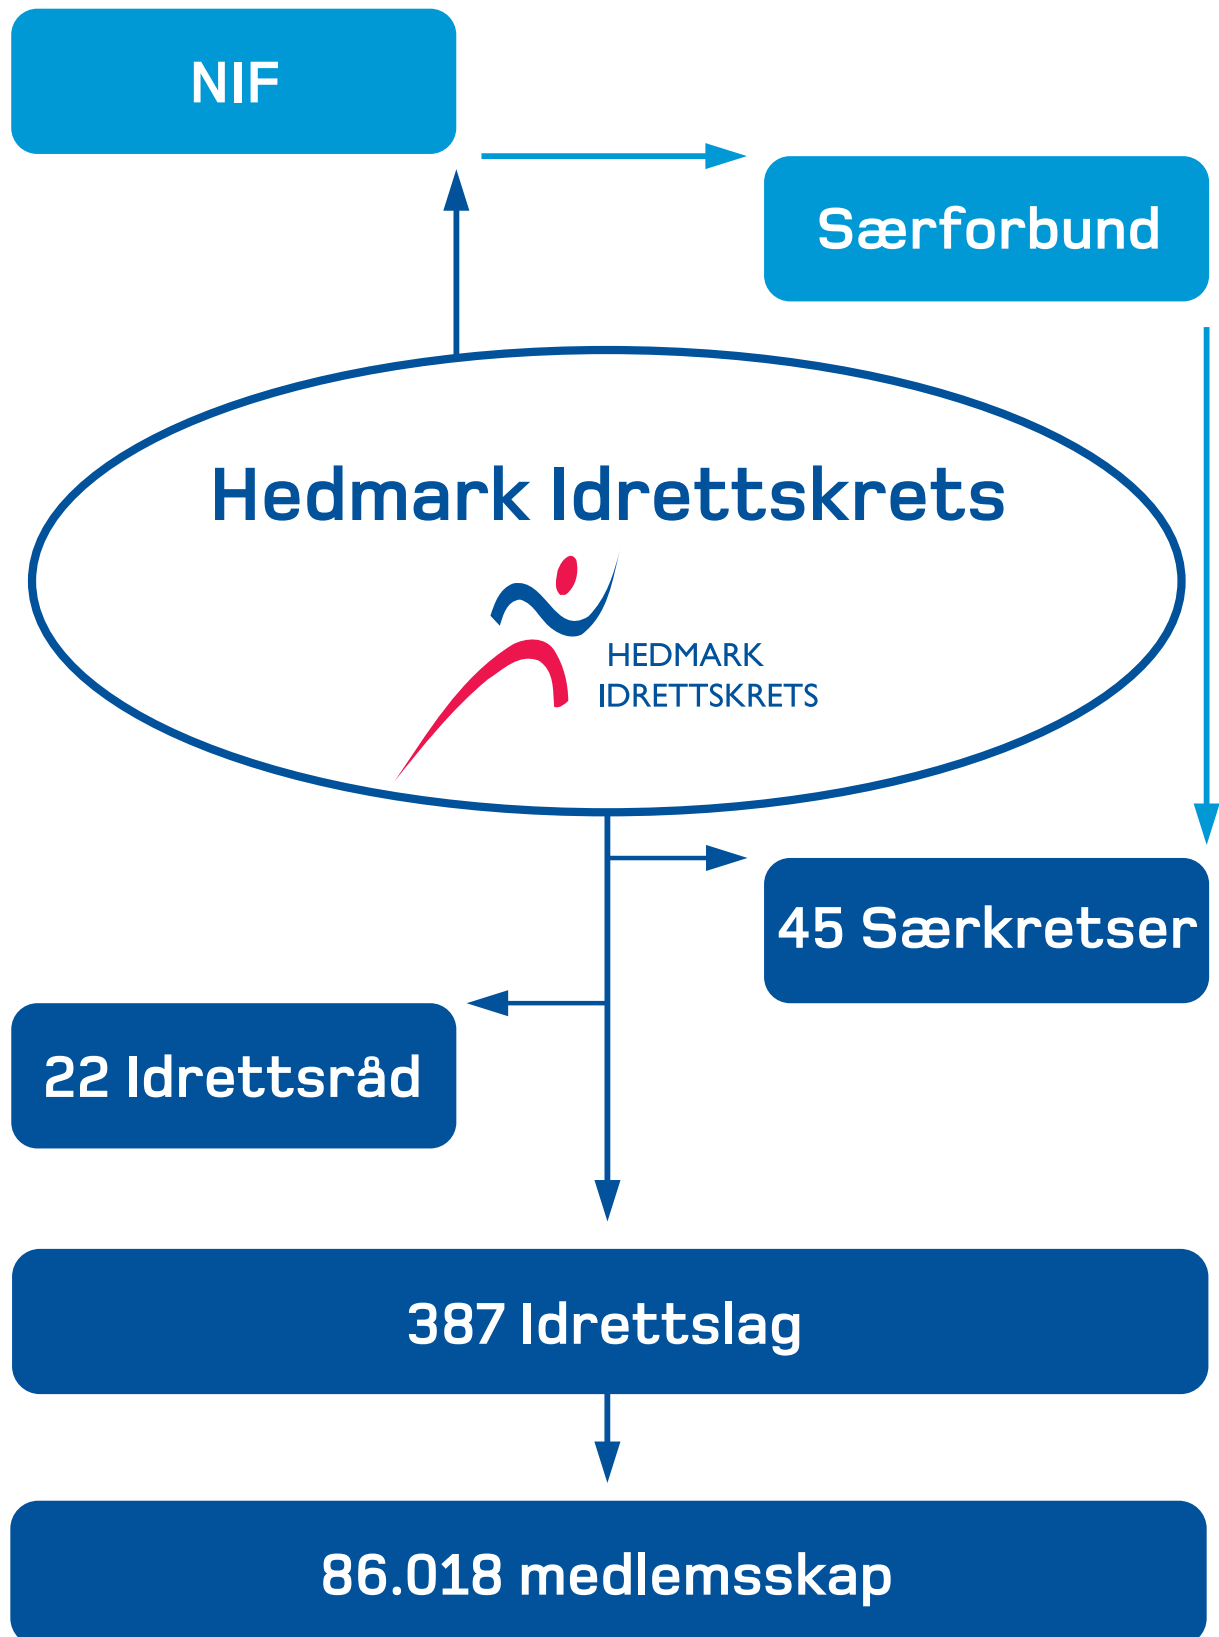 NIF
Særforbund
Hedmark Idrettskrets
HEDMARK
IDRETTSKRETS
45 Særkretser
22 Idrettsråd
387 Idrettslag
86.018 medlemsskap